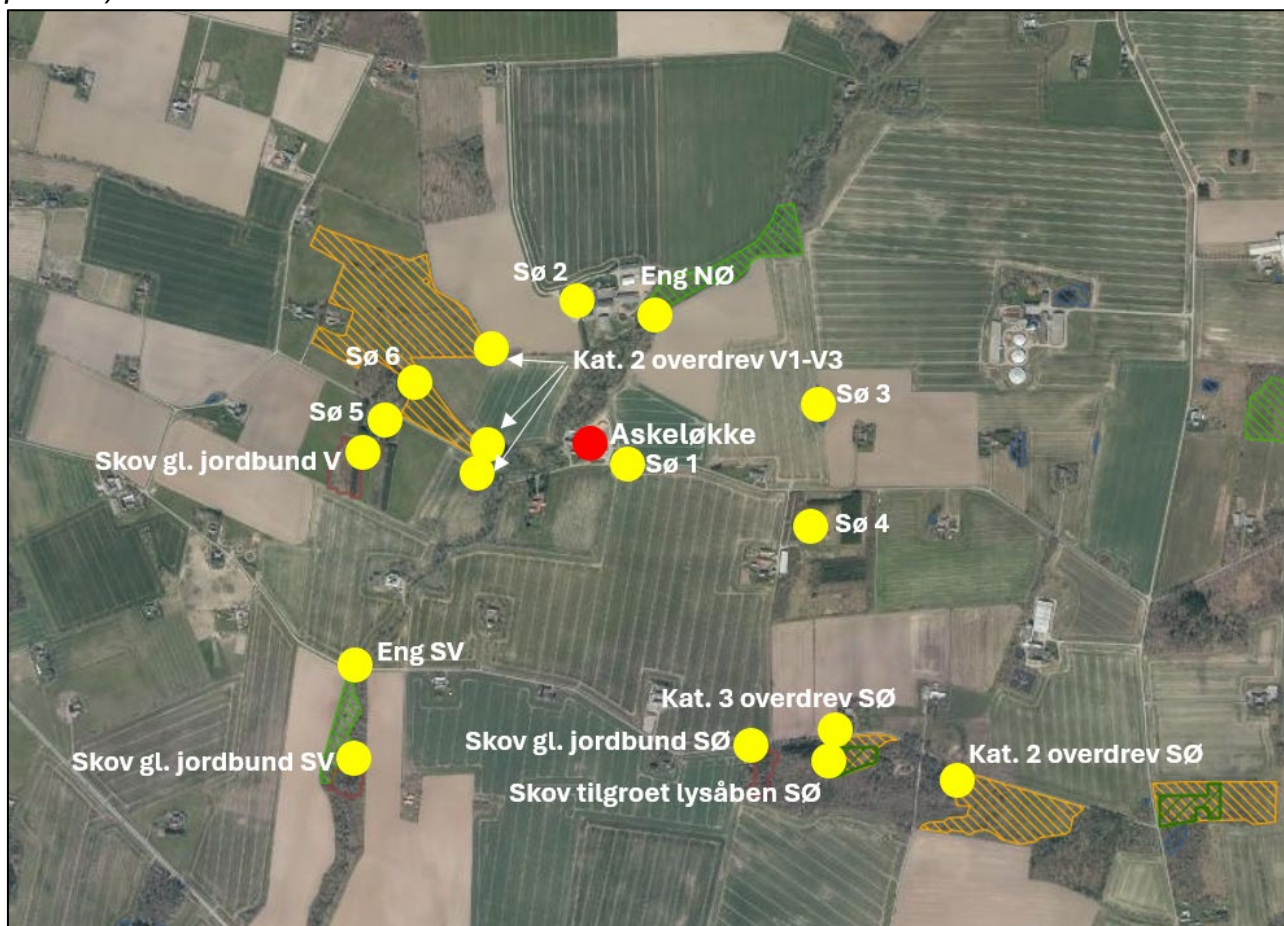 Sø 2
Eng NØ
Kat. 2 overdrev V1-V3
Sø 6
Sø 3
Sø 5
Askeløkke
Skov gl. jordbund V
Sø 1
Sø 4
Eng SV
Kat. 3 overdrev SØ
Skov gl. jordbund SØ
Kat. 2 overdrev SØ
Skov gl. jordbund SV
Skov tilgroet lysåben SØ